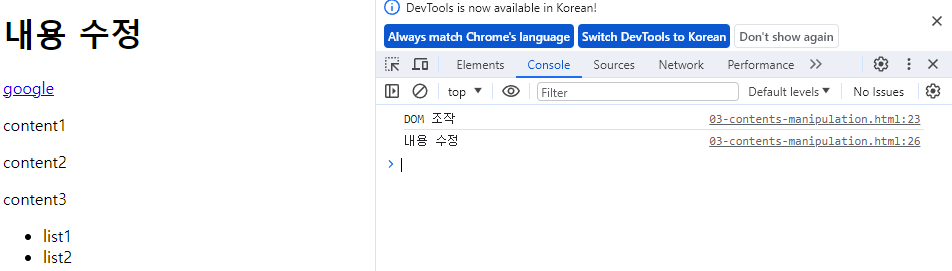 내용 수정
google
content1
content2
content3
list1
list2
DevTools is now available in Korean!
Always match Chrome's language Switch DevTools to Korean Don't show again
Elements Console Sources Network Performance
top Filter Default levels No Issues
DOM 조작 03-contents-manipulation.html:23
내용 수정 03-contents-manipulation.html:26